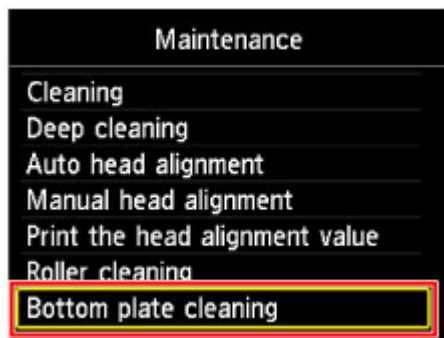 Maintenance
Cleaning
Deep cleaning
Auto head alignment
Manual head alignment
Print the head alignment value
Roller cleaning
Bottom plate cleaning